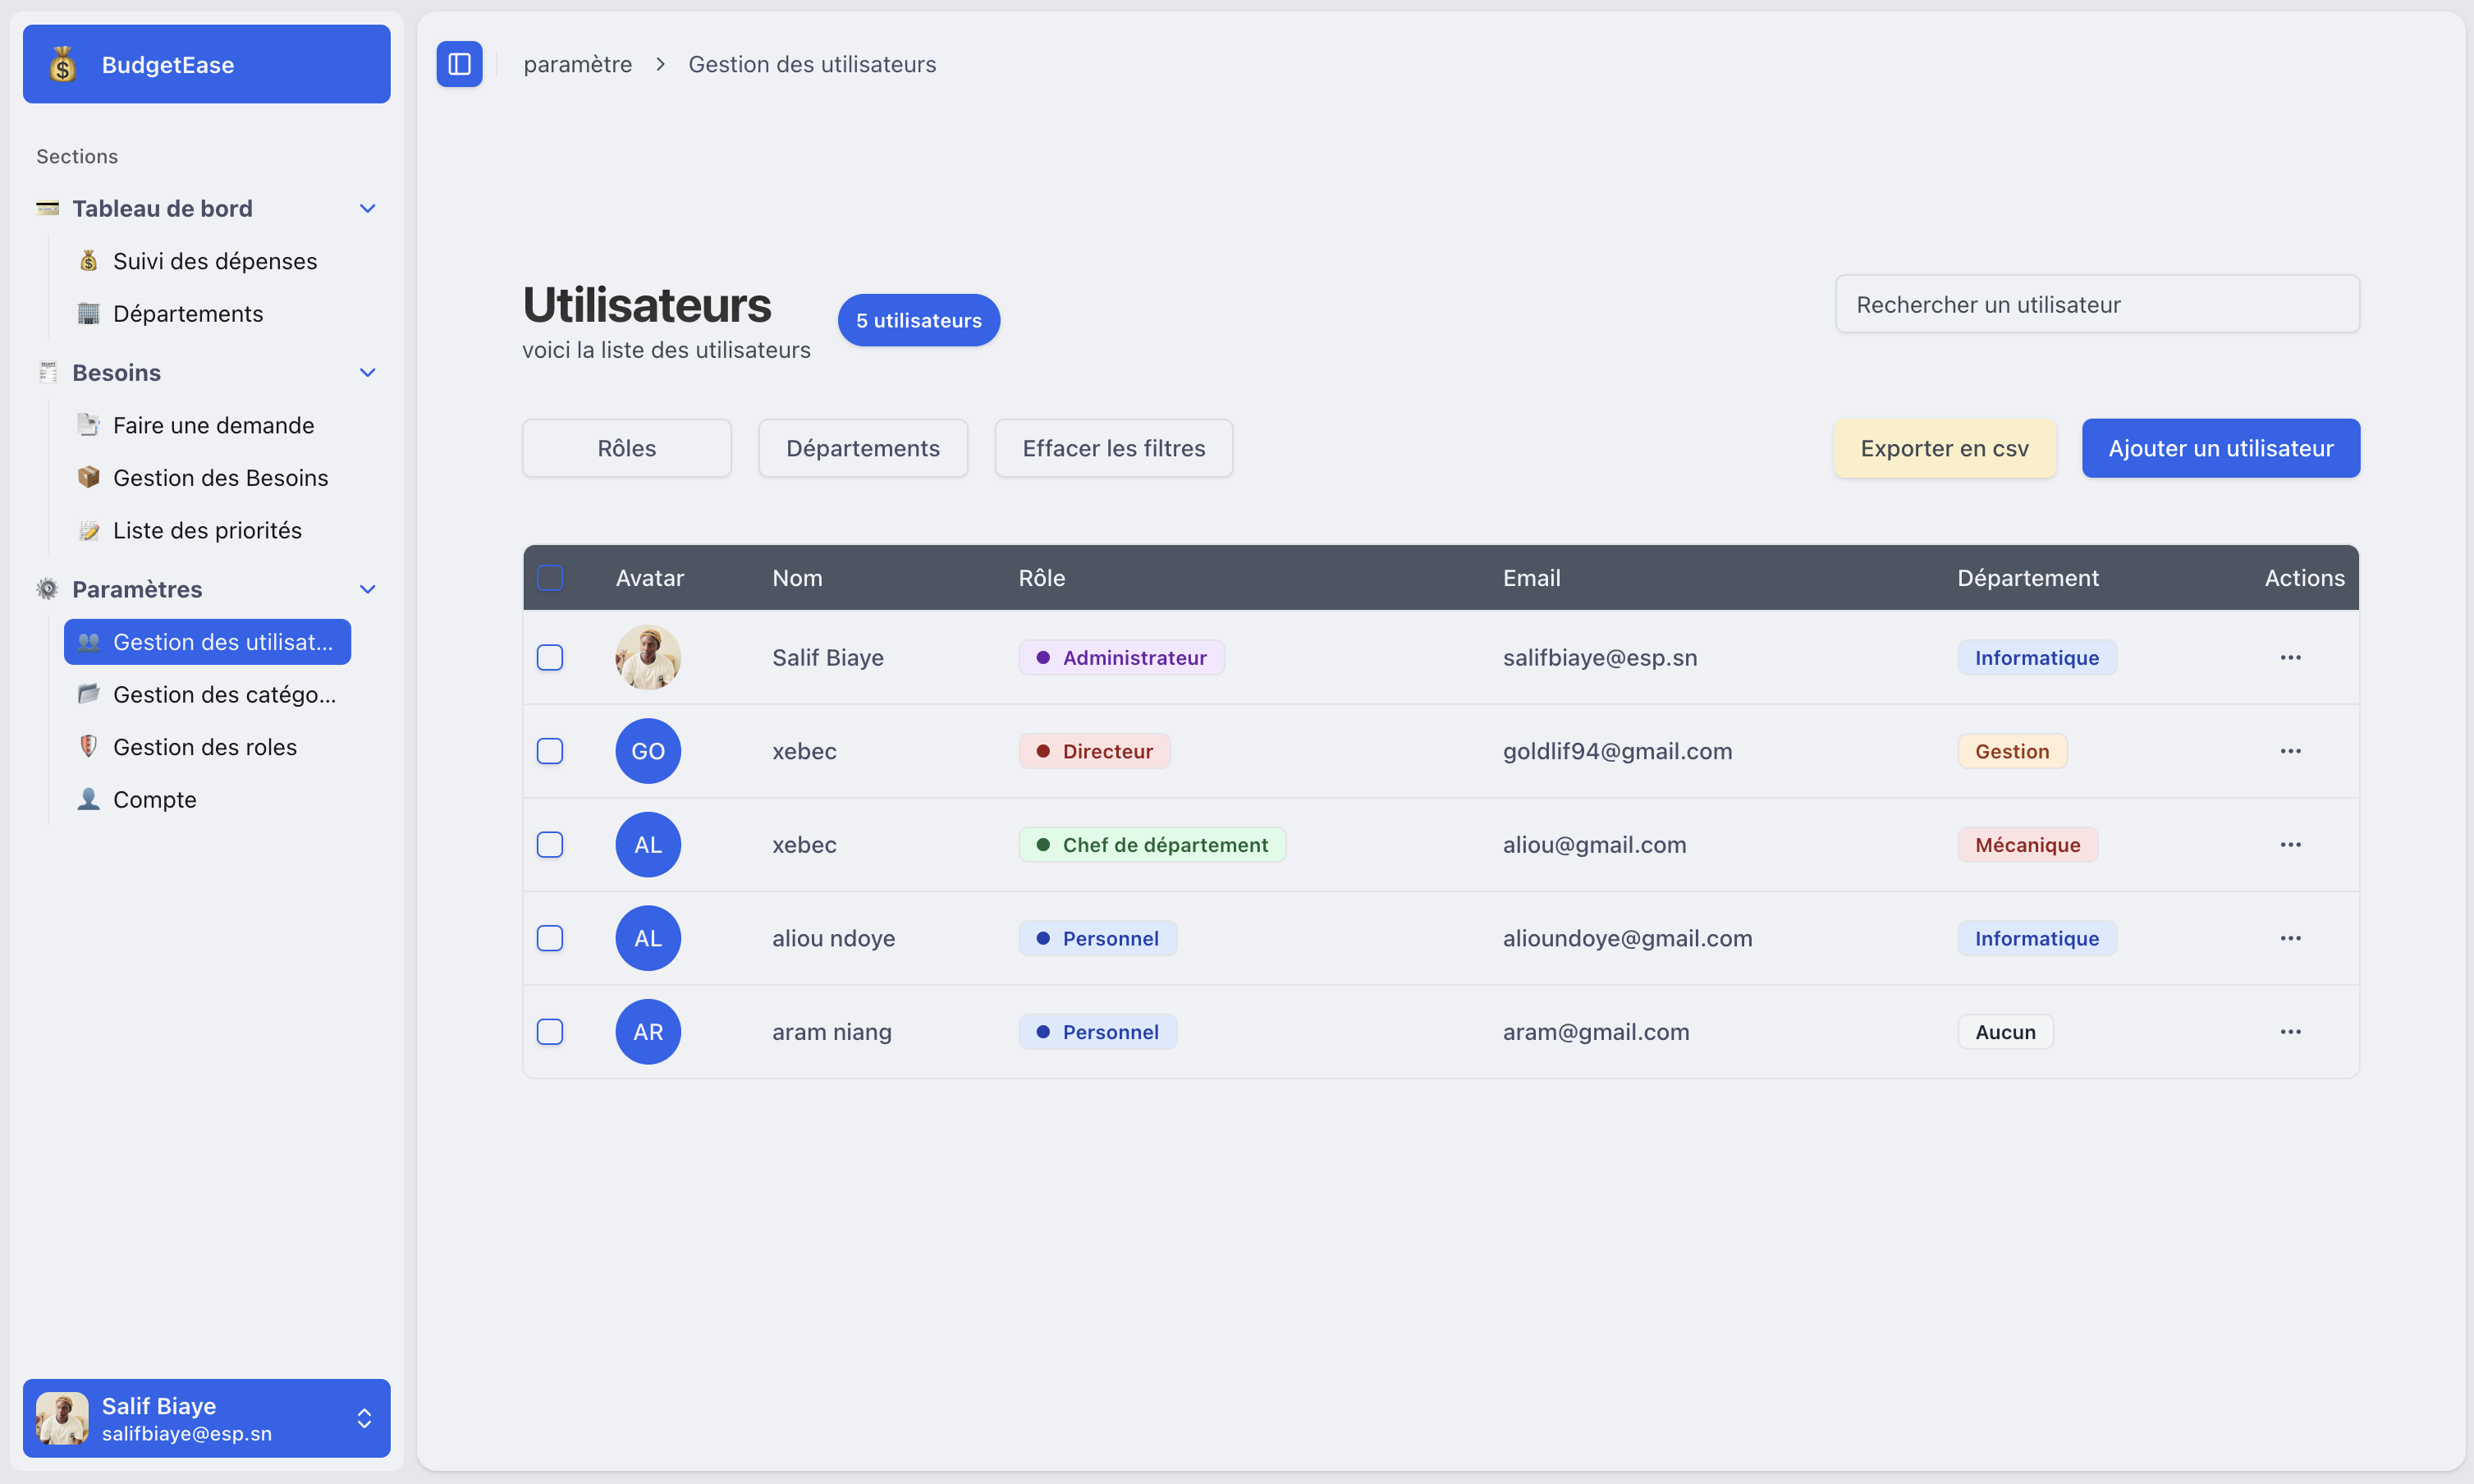 BudgetEase
Sections
Tableau de bord
Suivi des dépenses
Départements
Besoins
Faire une demande
Gestion des Besoins
Liste des priorités
Paramètres
Gestion des utilisat...
Gestion des catégo...
Gestion des roles
Compte
Salif Biaye
salifbiaye@esp.sn
paramètre > Gestion des utilisateurs
Utilisateurs
voici la liste des utilisateurs
5 utilisateurs
Rechercher un utilisateur
Rôles Départements Effacer les filtres Exporter en csv Ajouter un utilisateur
Avatar Nom Rôle Email Département Actions
Salif Biaye Administrateur salifbiaye@esp.sn Informatique
GO xebec Directeur goldlif94@gmail.com Gestion
AL xebec Chef de département aliou@gmail.com Mécanique
AL aliou ndoye Personnel alioundoye@gmail.com Informatique
AR aram niang Personnel aram@gmail.com Aucun